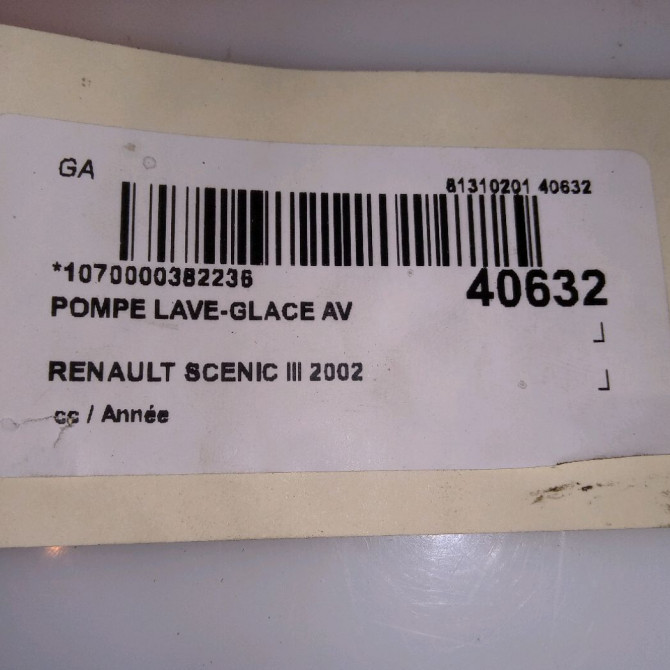 GA
81310201 40632
*1070000382236
40632
POMPE LAVE-GLACE AV
RENAULT SCENIC III 2002
cc / Année